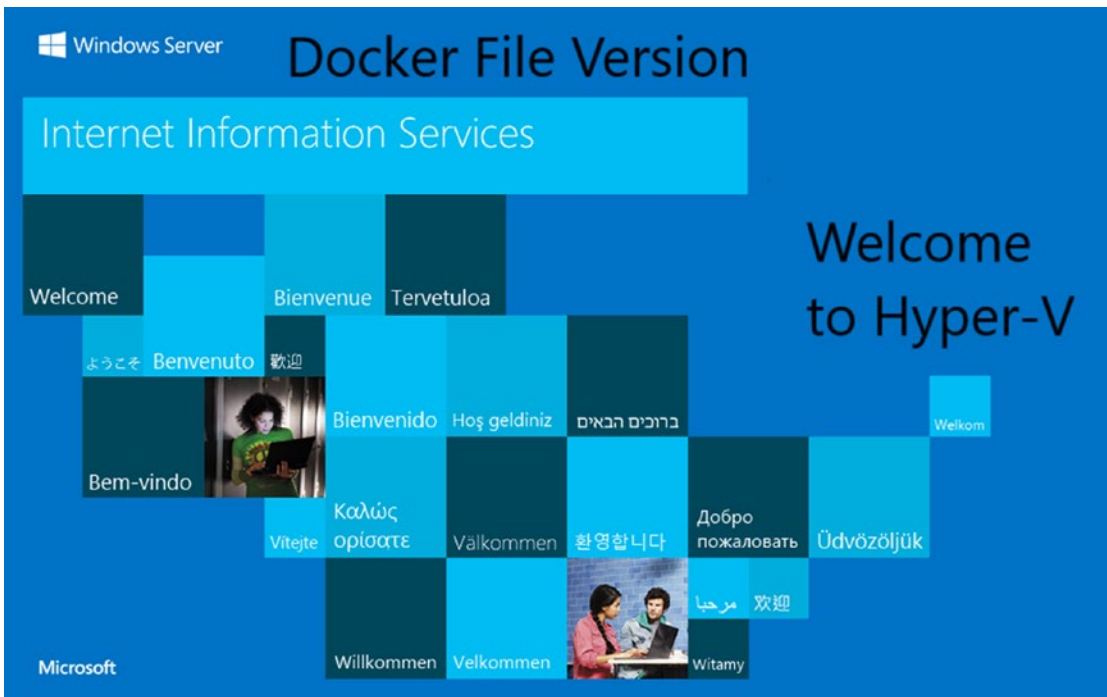 Windows Server
Docker File Version
Internet Information Services
Welcome
to Hyper-V
Welcome
Bienvenue
Tervetuloa
ようこそ
Benvenuto
歡迎
Bienvenido
Hoş geldiniz
ברוכים הבאים
Welkom
Bem-vindo
Vítejte
Καλώς
ορίσατε
Välkommen
환영합니다
Добро
пожаловать
Üdvözöljük
مرحبا
欢迎
Microsoft
Willkommen
Velkommen
Witamy